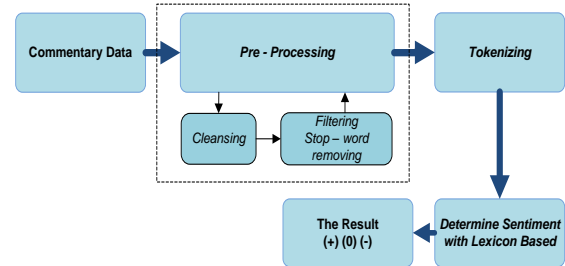 Commentary Data
Pre - Processing
Tokenizing
Cleansing
Filtering
Stop – word
removing
The Result
(+) (0) (-)
Determine Sentiment
with Lexicon Based